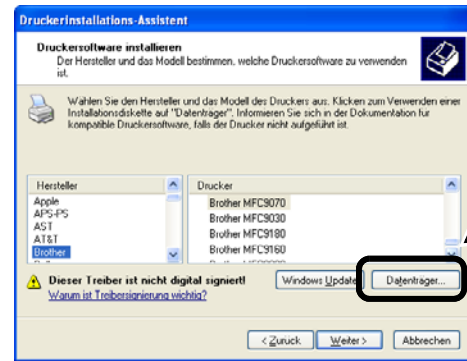 Druckerinstallations-Assistent
Druckersoftware installieren
Der Hersteller und das Modell bestimmen, welche Druckersoftware zu verwenden
ist.
Wählen Sie den Hersteller und das Modell des Druckers aus. Klicken zum Verwenden einer
Installationsdiskette auf "Datenträger". Informieren Sie sich in der Dokumentation für
kompatible Druckersoftware, falls der Drucker nicht aufgeführt ist.
Hersteller
Apple
APS-PS
AST
AT&T
Brother
Drucker
Brother MFC9070
Brother MFC9030
Brother MFC9180
Brother MFC9160
Dieser Treiber ist nicht digital signiert!
Warum ist Treibersignierung wichtig?
Windows Update
Datenträger...
< Zurück
Weiter >
Abbrechen